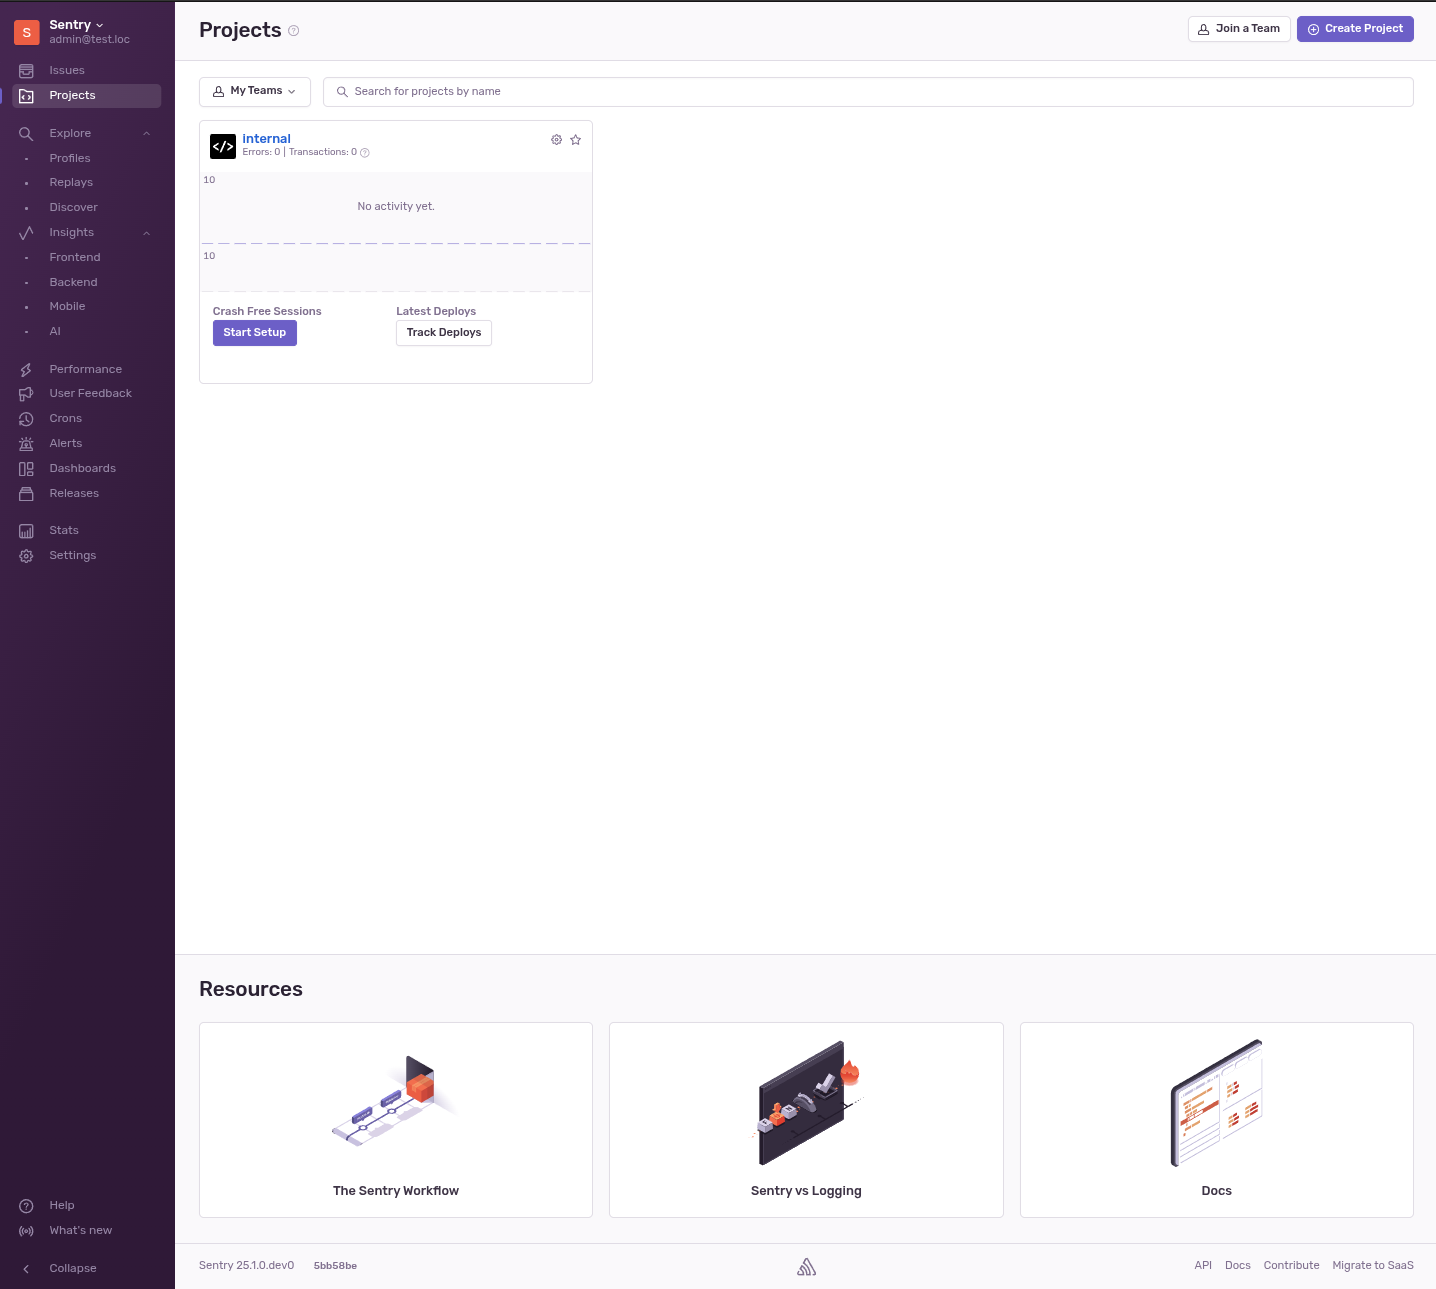 S
Sentry
admin@test.loc
Issues
Projects
Explore
Profiles
Replays
Discover
Insights
Frontend
Backend
Mobile
AI
Performance
User Feedback
Crons
Alerts
Dashboards
Releases
Stats
Settings
Help
What's new
Collapse
Projects
Join a Team
Create Project
My Teams
Search for projects by name
internal
Errors: 0 | Transactions: 0
10
No activity yet.
10
Crash Free Sessions
Latest Deploys
Start Setup
Track Deploys
Resources
The Sentry Workflow
Sentry vs Logging
Docs
Sentry 25.1.0.dev0
5bb58be
API
Docs
Contribute
Migrate to SaaS